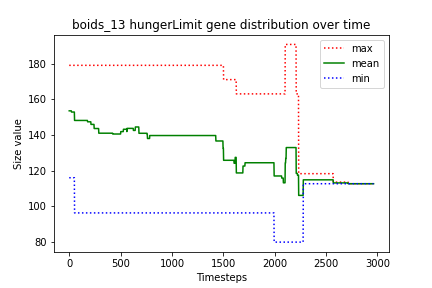 boids_13 hungerLimit gene distribution over time
max
mean
min
Size value
180
160
140
120
100
80
0 500 1000 1500 2000 2500 3000
Timesteps